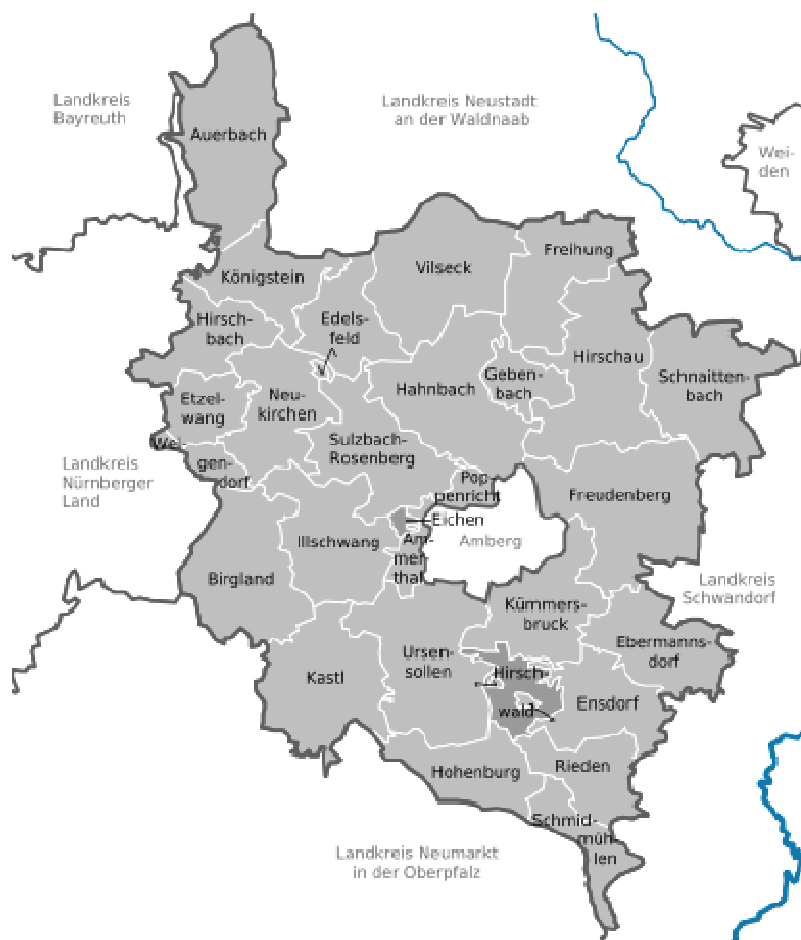 Landkreis
Bayreuth
Landkreis Neustadt
an der Waldnaab
Wei-
den
Auerbach
Freihung
Königstein
Vilseck
Hirsch-
bach
Edels-
feld
Hirschau
Geben-
bach
Schnaitten-
bach
Hahnbach
Etzel-
wang
Neu-
kirchen
Sulzbach-
Rosenberg
Wei-
gen-
dorf
Landkreis
Nürnberger
Land
Pop-
penricht
Freudenberg
Eichen
Amberg
Illschwang
Am-
mer-
thal
Birgland
Landkreis
Schwandorf
Kümmers-
bruck
Ebermanns-
dorf
Ursen-
sollen
Kastl
Hirsch-
wald
Ensdorf
Hohenburg
Rieden
Schmid-
müh-
len
Landkreis Neumarkt
in der Oberpfalz